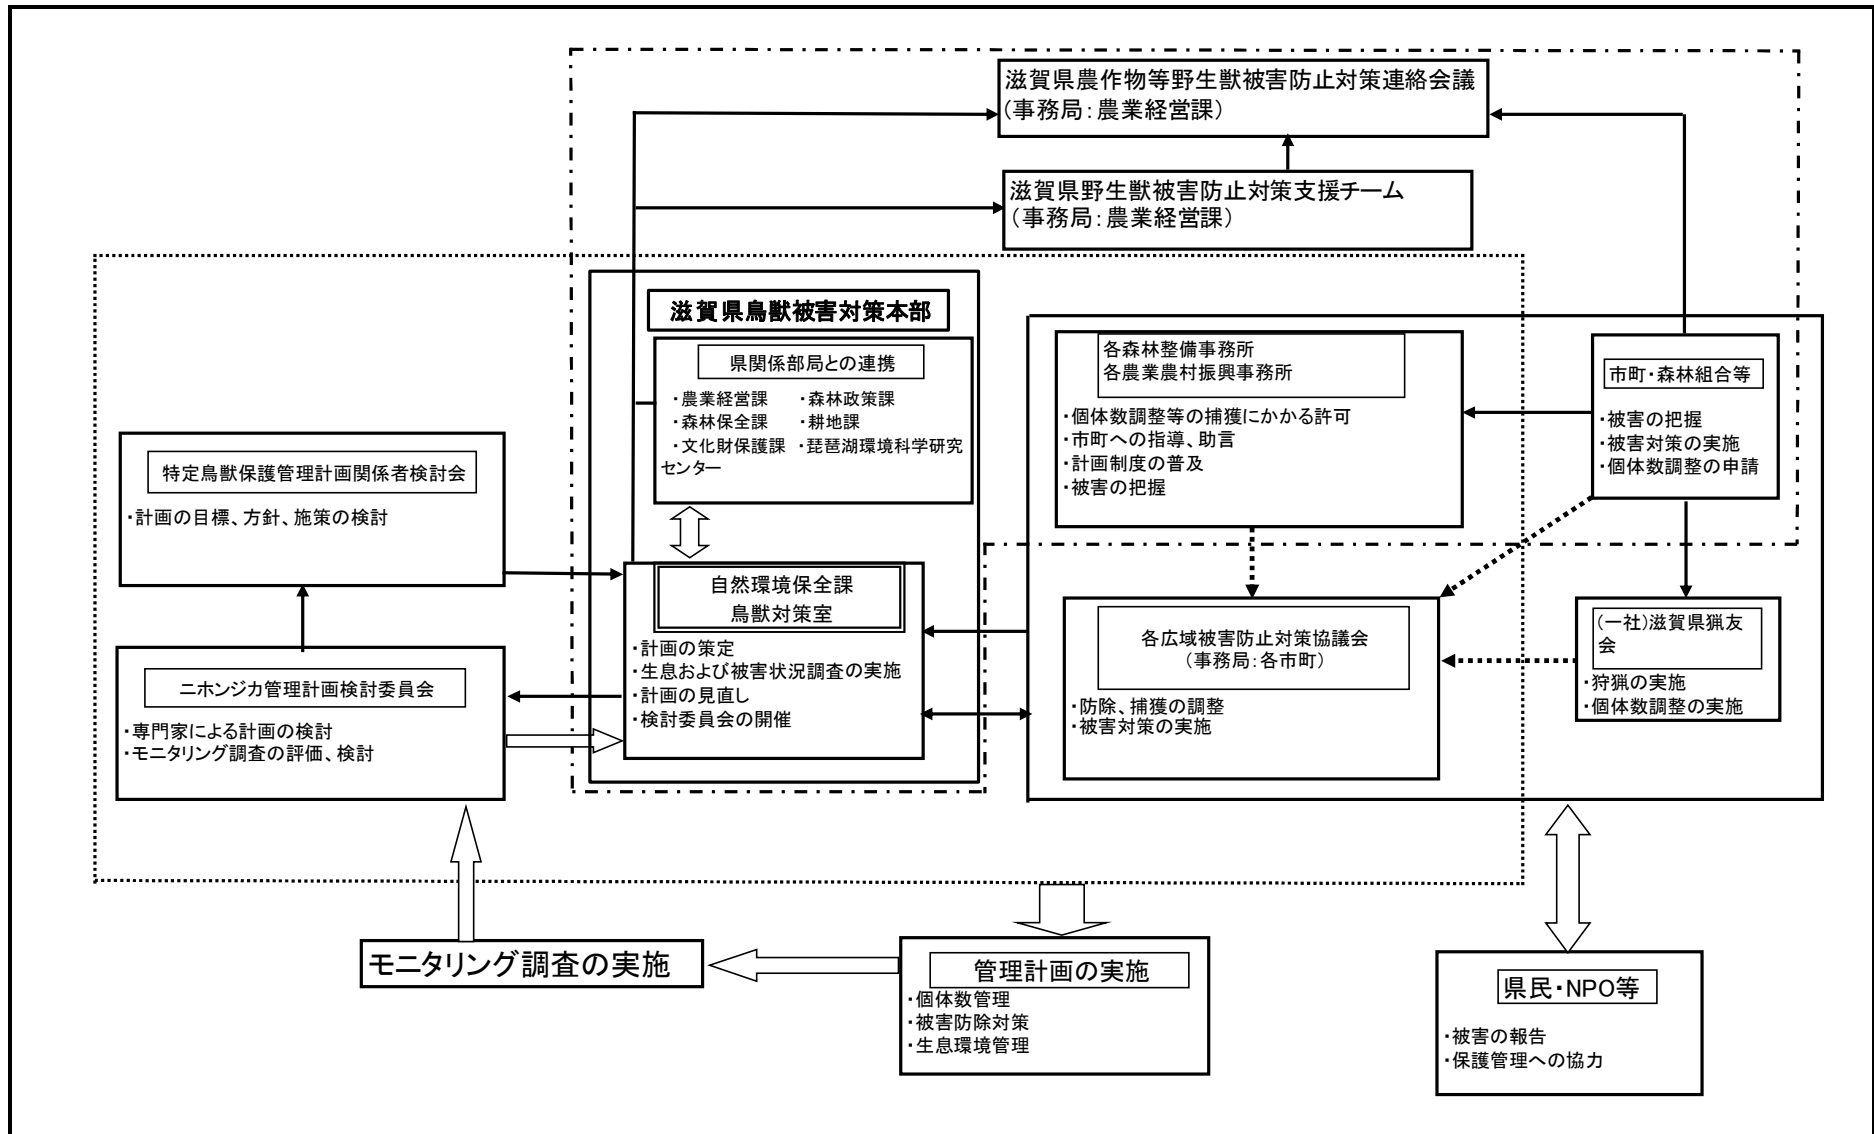 滋賀県農作物等野生獣被害防止対策連絡会議
(事務局：農業経営課)
滋賀県野生獣被害防止対策支援チーム
(事務局：農業経営課)
滋賀県鳥獣被害対策本部
県関係部局との連携
・農業経営課 ・森林政策課
・森林保全課 ・耕地課
・文化財保護課 ・琵琶湖環境科学研究
センター
各森林整備事務所
各農業農村振興事務所
・個体数調整等の捕獲にかかる許可
・市町への指導、助言
・計画制度の普及
・被害の把握
市町・森林組合等
・被害の把握
・被害対策の実施
・個体数調整の申請
特定鳥獣保護管理計画関係者検討会
・計画の目標、方針、施策の検討
自然環境保全課
鳥獣対策室
・計画の策定
・生息および被害状況調査の実施
・計画の見直し
・検討委員会の開催
各広域被害防止対策協議会
(事務局：各市町)
・防除、捕獲の調整
・被害対策の実施
(一社)滋賀県猟友
会
・狩猟の実施
・個体数調整の実施
ニホンジカ管理計画検討委員会
・専門家による計画の検討
・モニタリング調査の評価、検討
モニタリング調査の実施
管理計画の実施
・個体数管理
・被害防除対策
・生息環境管理
県民・NPO等
・被害の報告
・保護管理への協力